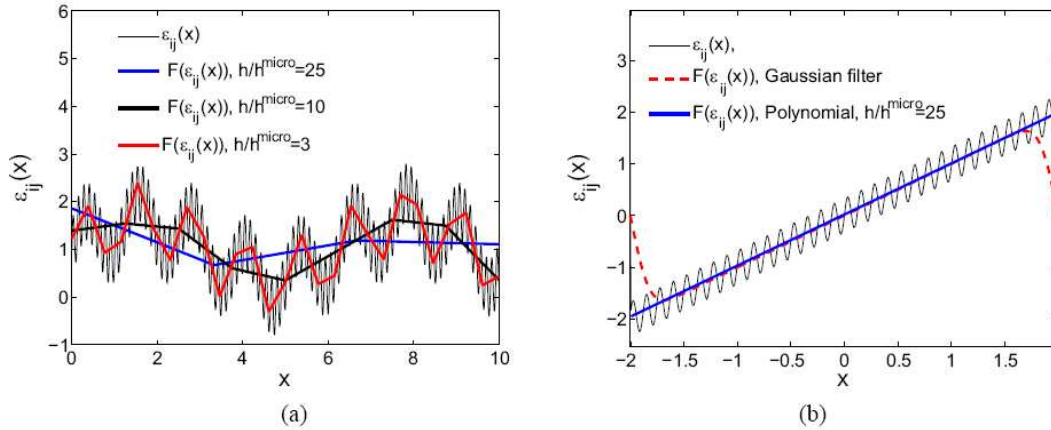 6
5
4
3
2
1
0
−1
ε_ij(x)
F(ε_ij(x)), h/h^micro=25
F(ε_ij(x)), h/h^micro=10
F(ε_ij(x)), h/h^micro=3
ε_ij(x)
0 2 4 6 8 10
x
(a)
3
2
1
0
−1
−2
ε_ij(x),
F(ε_ij(x)), Gaussian filter
F(ε_ij(x)), Polynomial, h/h^micro=25
ε_ij(x)
−2 −1.5 −1 −0.5 0 0.5 1 1.5
x
(b)